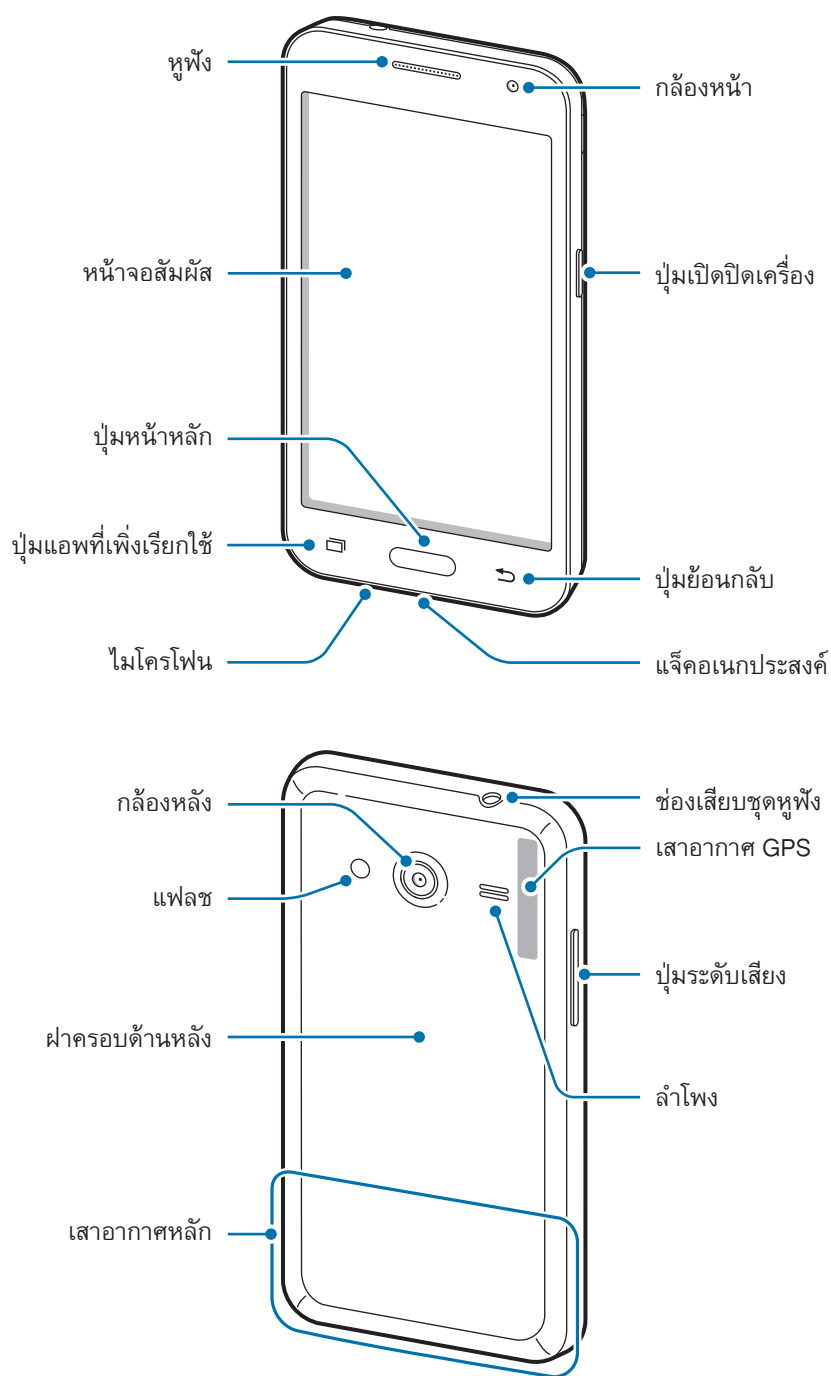 หูฟัง
กล้องหน้า
หน้าจอสัมผัส
ปุ่มเปิดปิดเครื่อง
ปุ่มหน้าหลัก
ปุ่มแอพที่เพิ่งเรียกใช้
ปุ่มย้อนกลับ
ไมโครโฟน
แจ็คอเนกประสงค์
กล้องหลัง
ช่องเสียบชุดหูฟัง
เสาอากาศ GPS
แฟลช
ปุ่มระดับเสียง
ฝาครอบด้านหลัง
ลำโพง
เสาอากาศหลัก